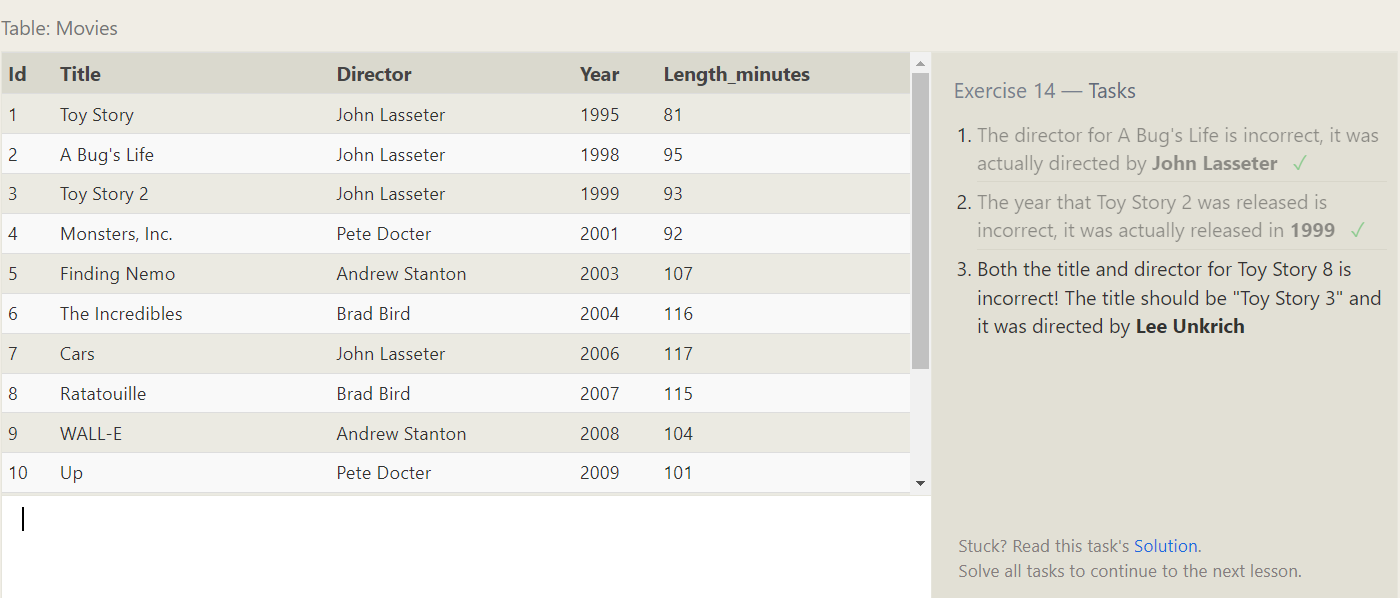 Table: Movies
Id Title Director Year Length_minutes
1 Toy Story John Lasseter 1995 81
2 A Bug's Life John Lasseter 1998 95
3 Toy Story 2 John Lasseter 1999 93
4 Monsters, Inc. Pete Docter 2001 92
5 Finding Nemo Andrew Stanton 2003 107
6 The Incredibles Brad Bird 2004 116
7 Cars John Lasseter 2006 117
8 Ratatouille Brad Bird 2007 115
9 WALL-E Andrew Stanton 2008 104
10 Up Pete Docter 2009 101
Exercise 14 — Tasks
1. The director for A Bug's Life is incorrect, it was
actually directed by John Lasseter ✓
2. The year that Toy Story 2 was released is
incorrect, it was actually released in 1999 ✓
3. Both the title and director for Toy Story 8 is
incorrect! The title should be "Toy Story 3" and
it was directed by Lee Unkrich
Stuck? Read this task's Solution.
Solve all tasks to continue to the next lesson.